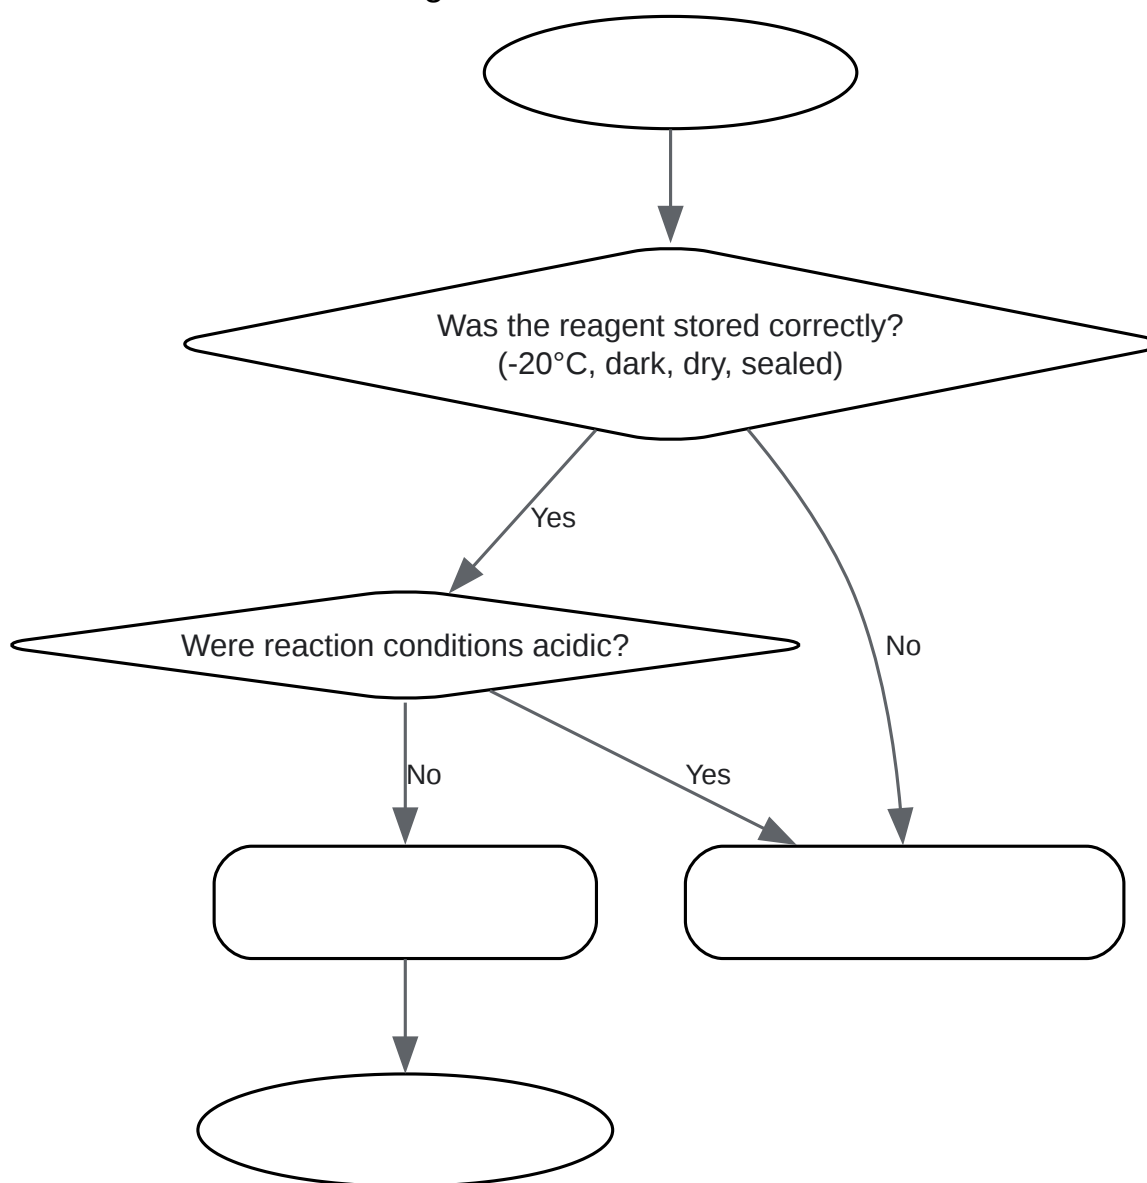 Was the reagent stored correctly?
(-20°C, dark, dry, sealed)
Yes
Were reaction conditions acidic?
No
No
Yes